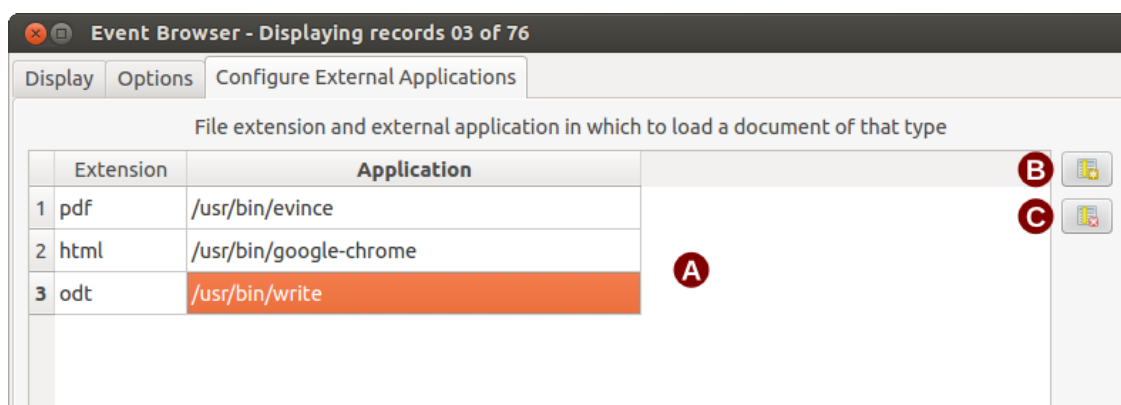 Event Browser - Displaying records 03 of 76
Display Options Configure External Applications
File extension and external application in which to load a document of that type
Extension Application B
1 pdf /usr/bin/evince C
2 html /usr/bin/google-chrome
A
3 odt /usr/bin/write